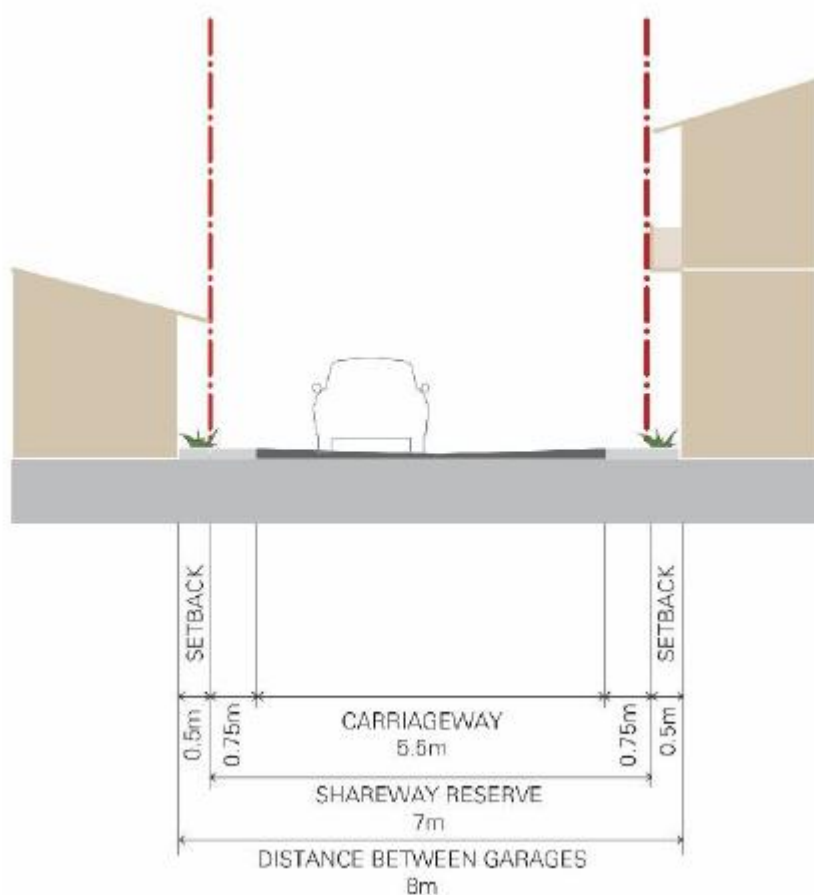 SETBACK
SETBACK
0.5m
0.75m
CARRIAGEWAY
5.5m
0.75m
0.5m
SHAREWAY RESERVE
7m
DISTANCE BETWEEN GARAGES
8m